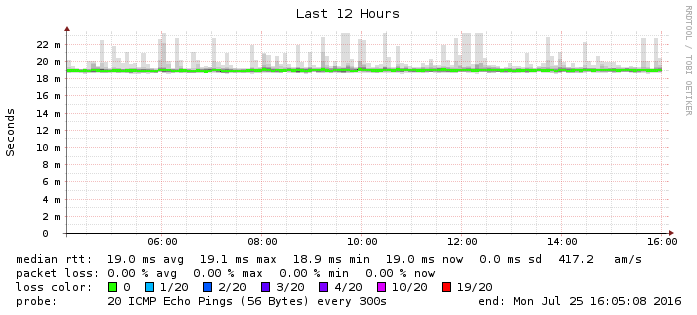 Last 12 Hours
RRDTOOL / TOBI OETIKER
Seconds
22 m
20 m
18 m
16 m
14 m
12 m
10 m
8 m
6 m
4 m
2 m
0
06:00 08:00 10:00 12:00 14:00 16:00
median rtt: 19.0 ms avg 19.1 ms max 18.9 ms min 19.0 ms now 0.0 ms sd 417.2 am/s
packet loss: 0.00 % avg 0.00 % max 0.00 % min 0.00 % now
loss color: 0 1/20 2/20 3/20 4/20 10/20 19/20
probe: 20 ICMP Echo Pings (56 Bytes) every 300s end: Mon Jul 25 16:05:08 2016